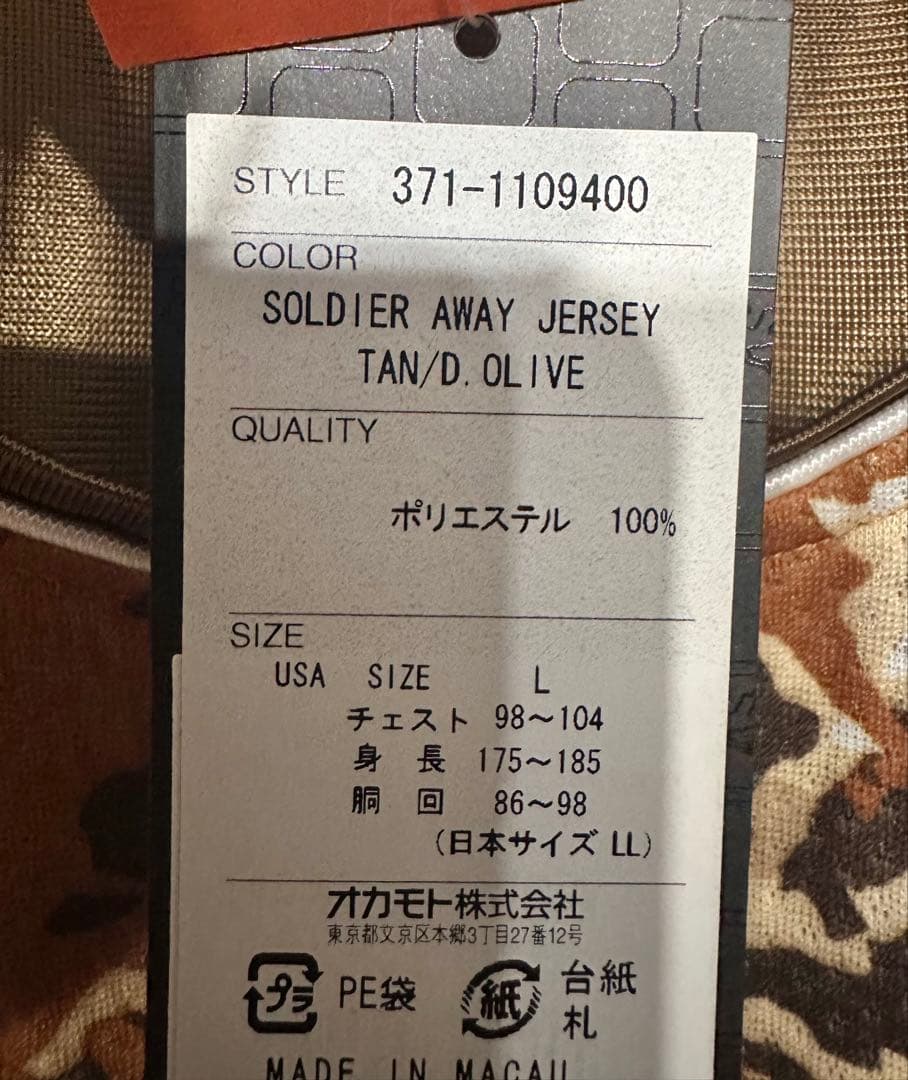 STYLE 371-1109400
COLOR
SOLDIER AWAY JERSEY
TAN/D.OLIVE
QUALITY
ポリエステル 100%
SIZE
USA SIZE L
チェスト 98～104
身 長 175～185
胴 回 86～98
(日本サイズ LL)
オカモト株式会社
東京都文京区本郷3丁目27番12号
プラ PE袋 紙 台紙
札
MADE IN MACAU